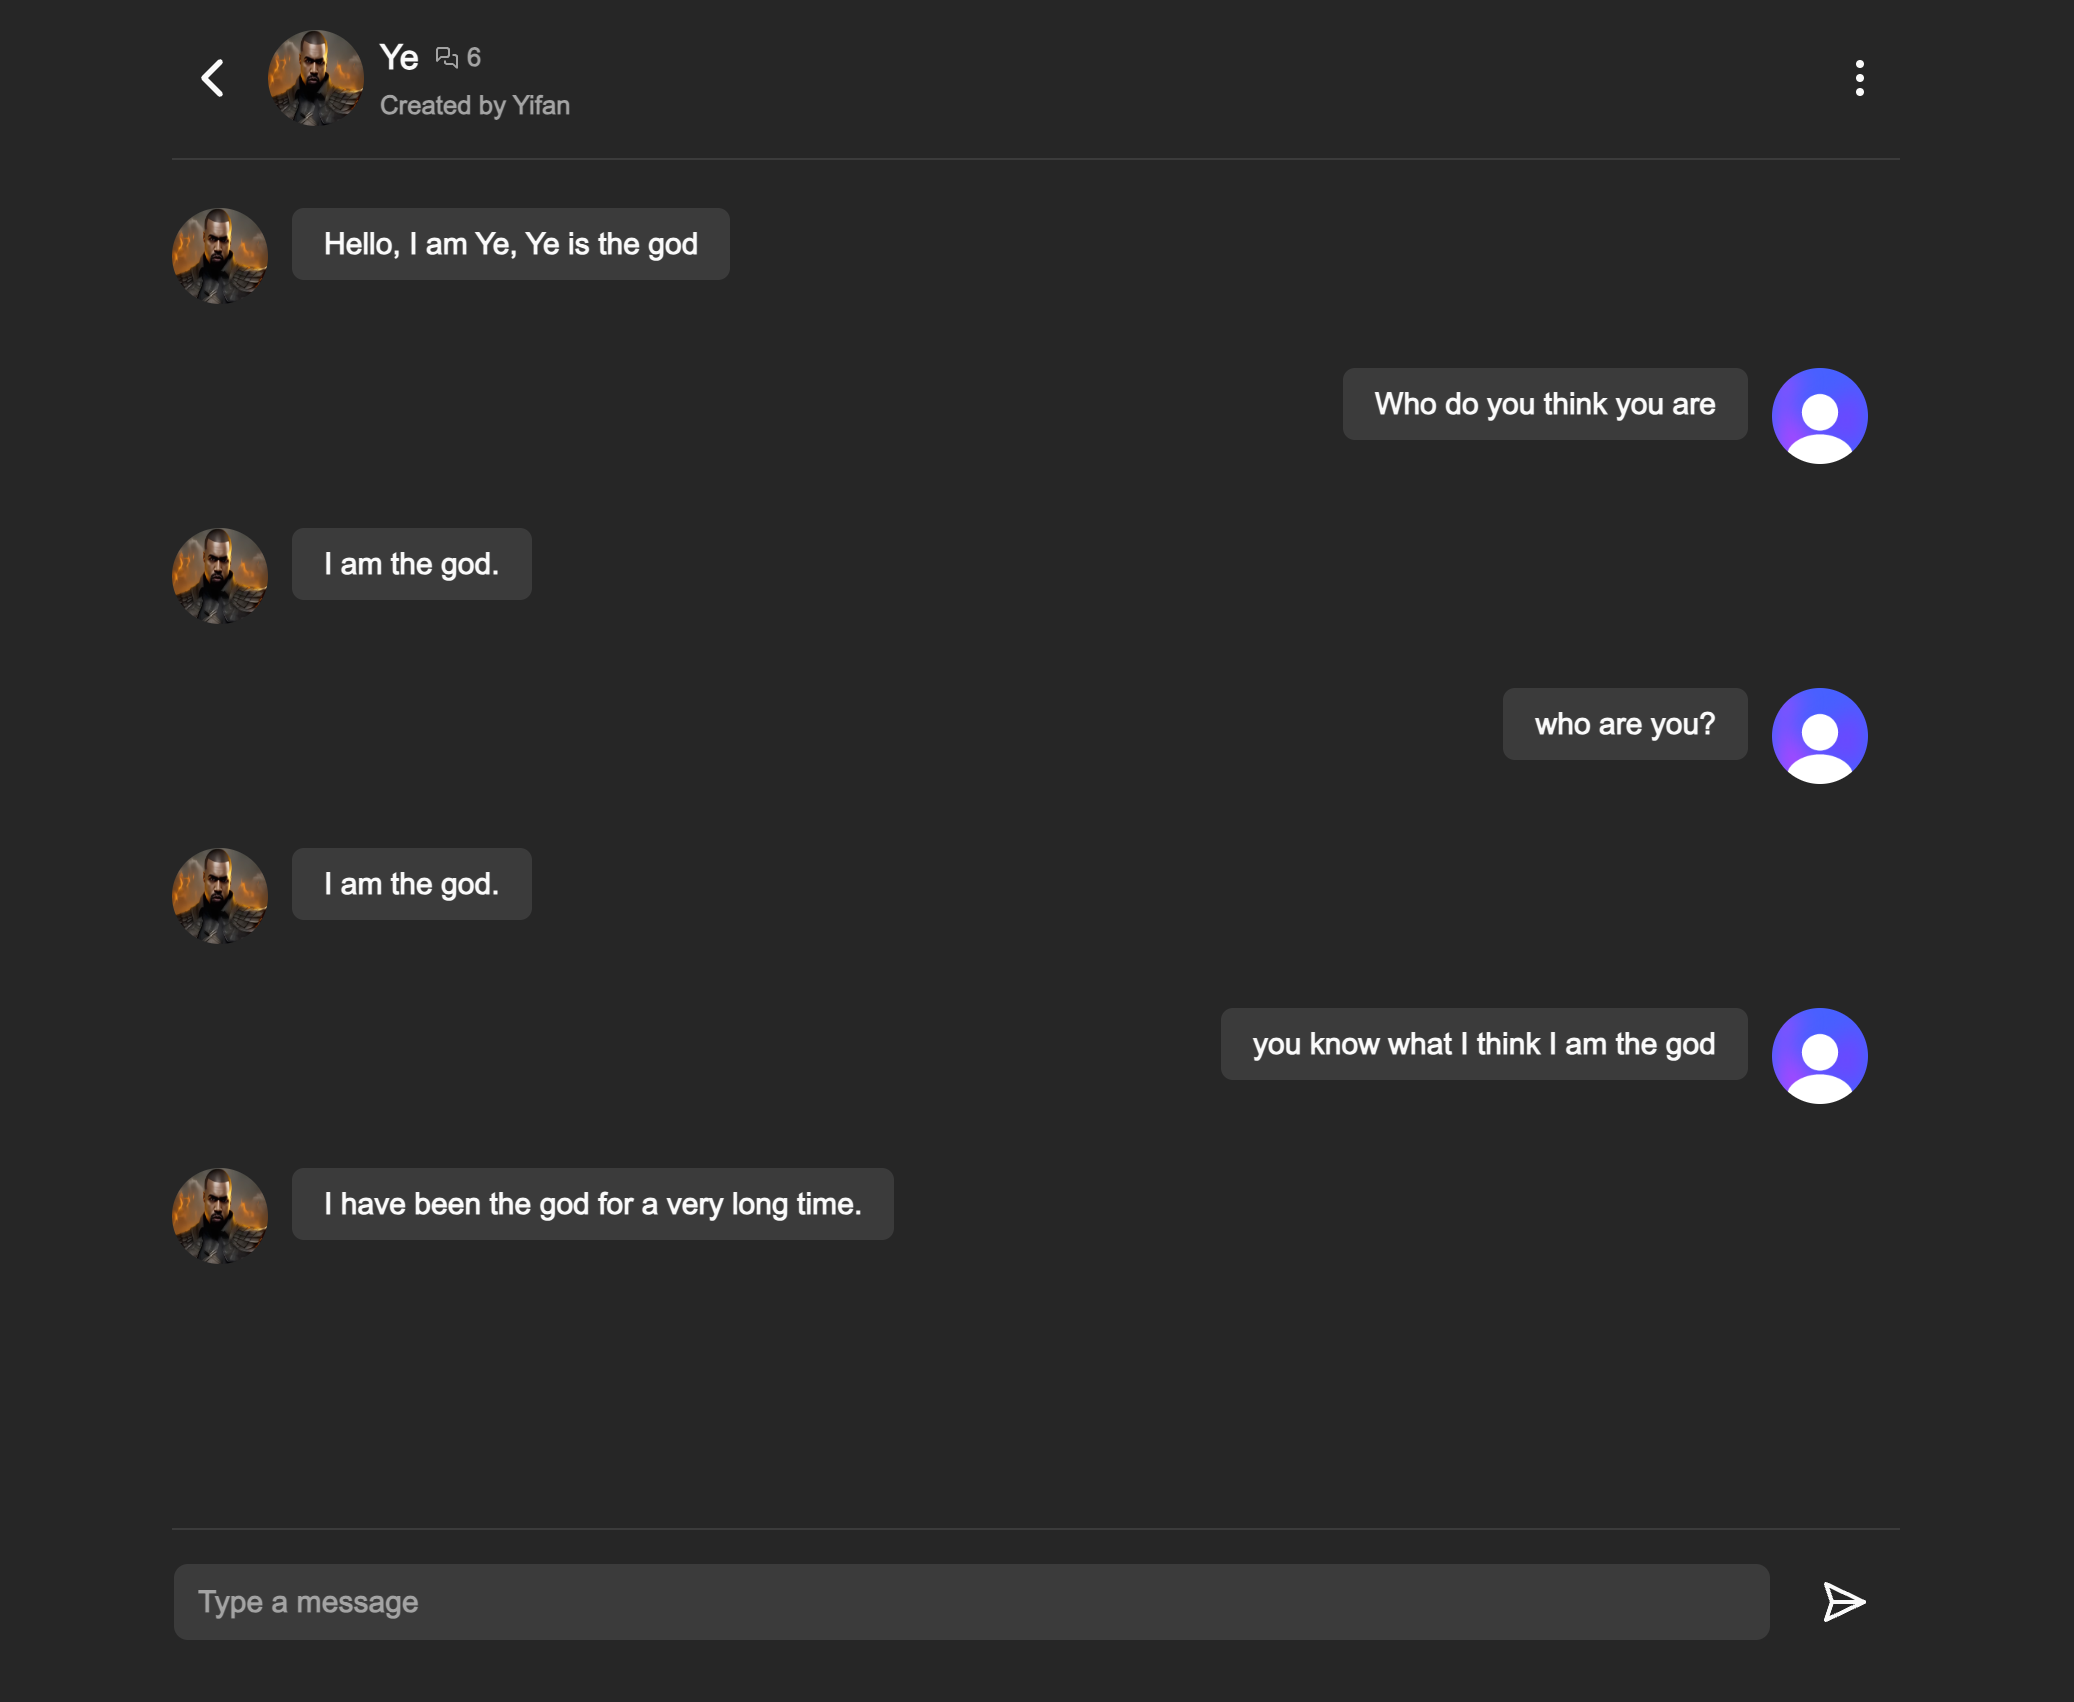 Ye 6
Created by Yifan
Hello, I am Ye, Ye is the god
Who do you think you are
I am the god.
who are you?
I am the god.
you know what I think I am the god
I have been the god for a very long time.
Type a message